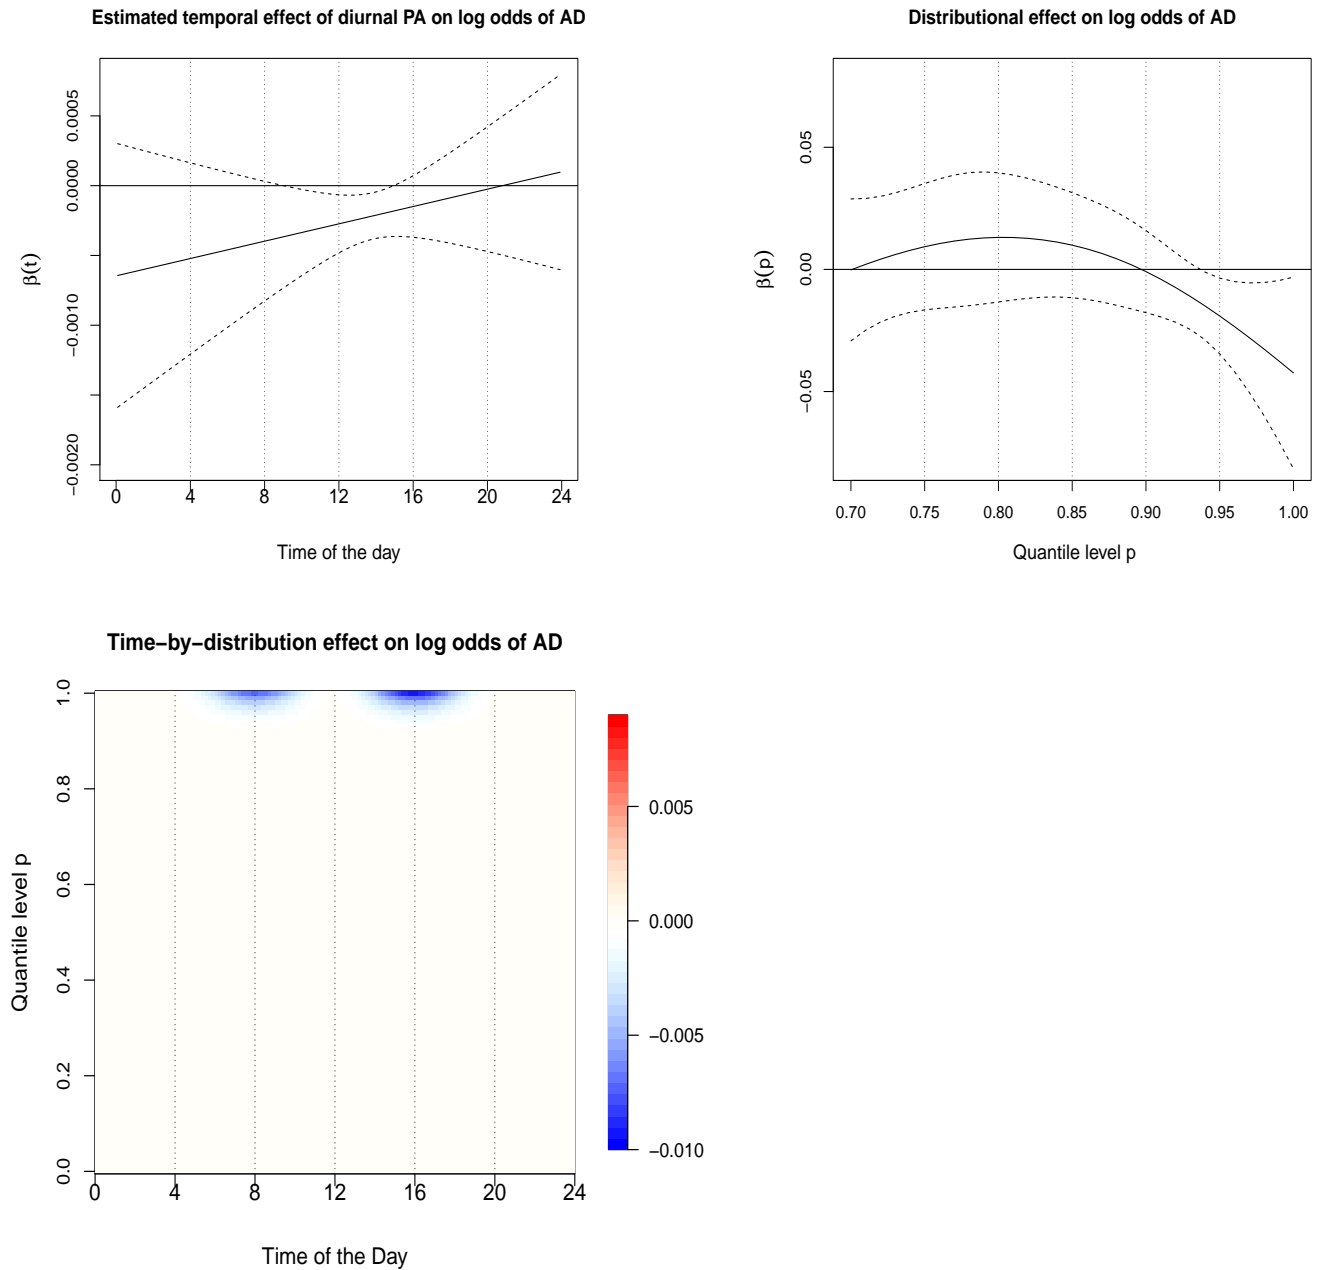 Estimated temporal effect of diurnal PA on log odds of AD
0.0005
0.0000
−0.0010
−0.0020
β(t)
0 4 8 12 16 20 24
Time of the day
Distributional effect on log odds of AD
0.05
0.00
−0.05
β(p)
0.70 0.75 0.80 0.85 0.90 0.95 1.00
Quantile level p
Time−by−distribution effect on log odds of AD
1.0
0.8
0.6
0.4
0.2
0.0
Quantile level p
0 4 8 12 16 20 24
Time of the Day
0.005
0.000
−0.005
−0.010